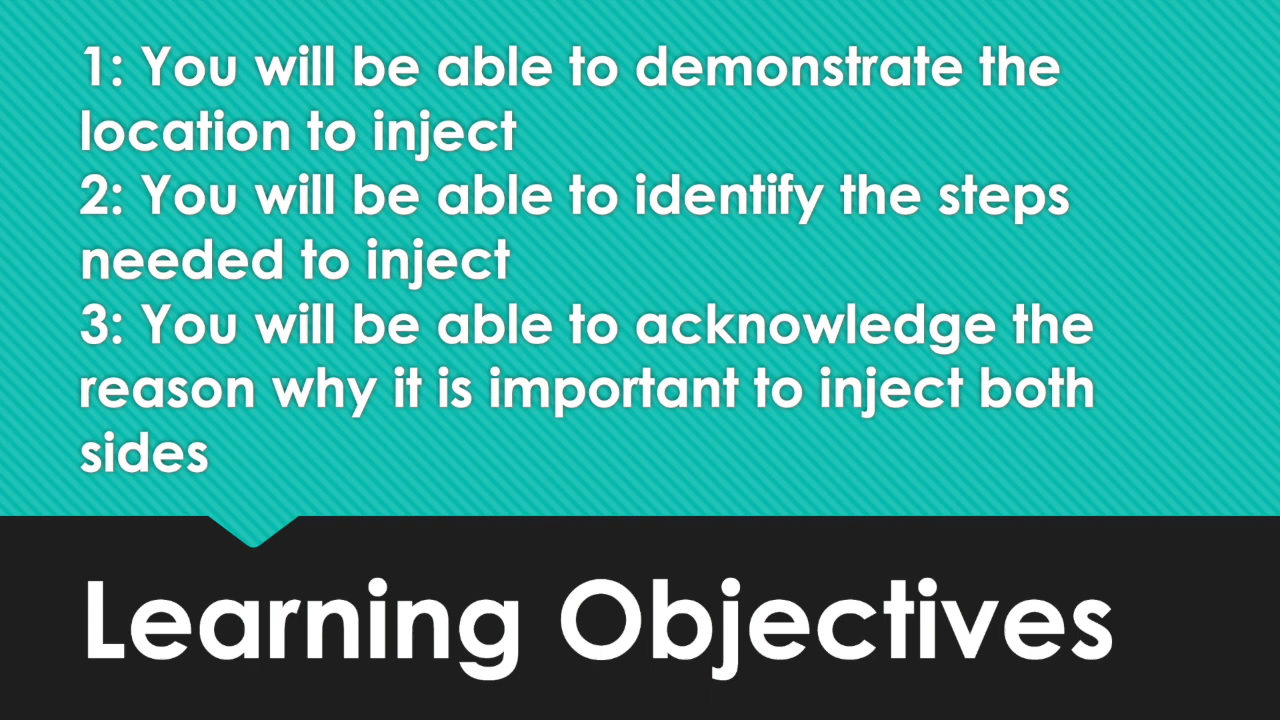 1: You will be able to demonstrate the
location to inject
2: You will be able to identify the steps
needed to inject
3: You will be able to acknowledge the
reason why it is important to inject both
sides
Learning Objectives